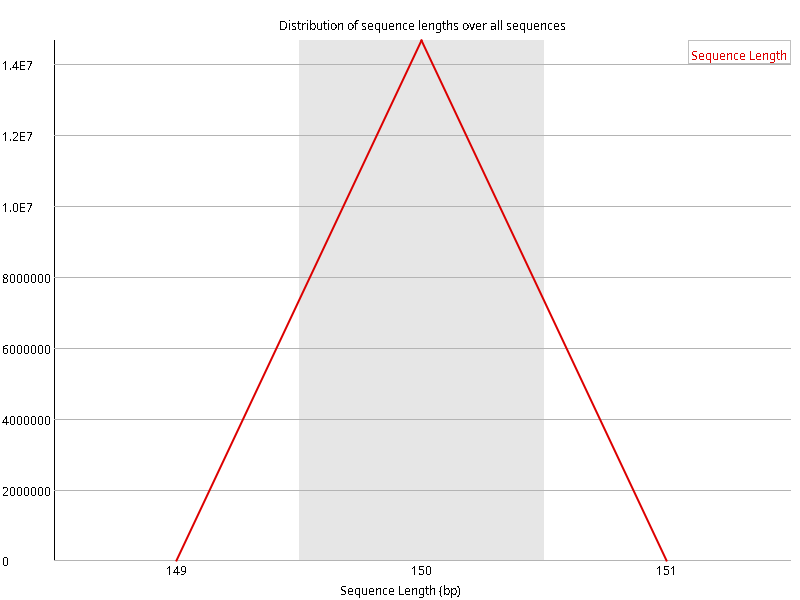 Distribution of sequence lengths over all sequences
Sequence Length
1.4E7
1.2E7
1.0E7
8000000
6000000
4000000
2000000
0
149
150
151
Sequence Length (bp)